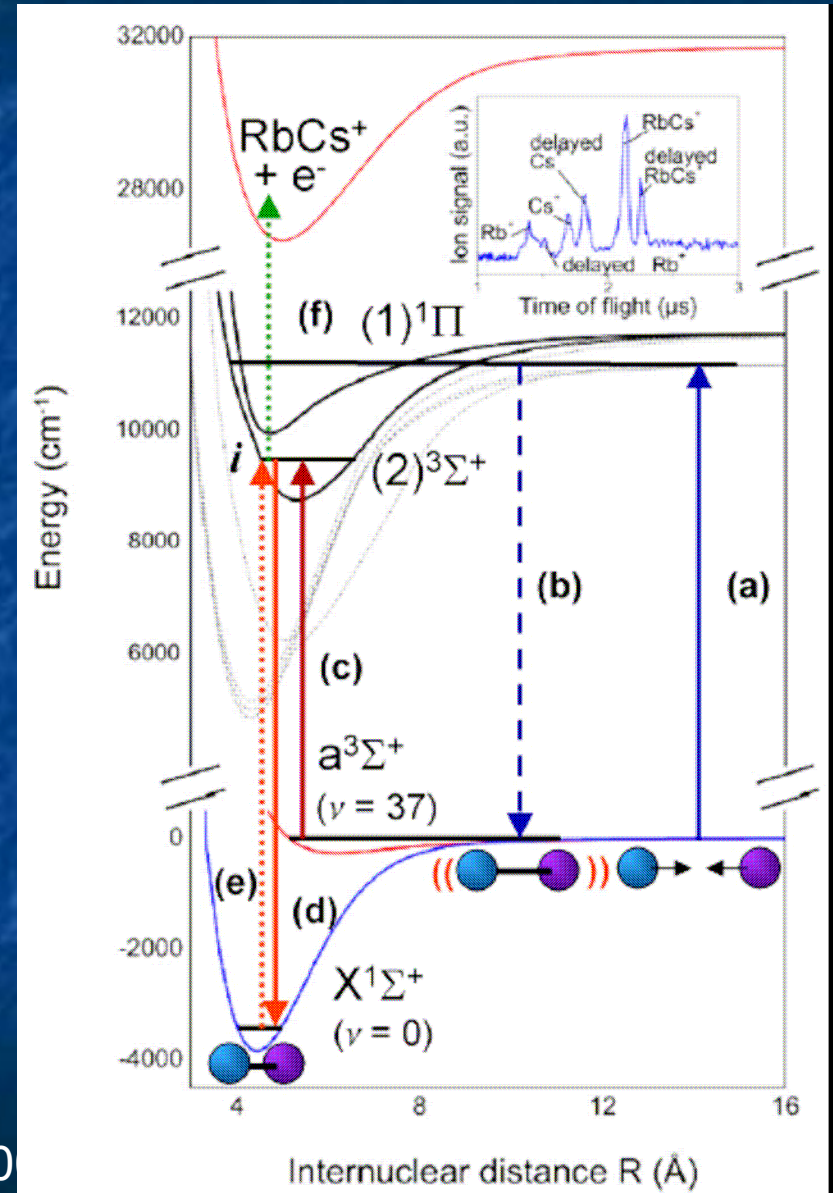 32000
28000
12000
10000
8000
6000
0
-2000
-4000
Energy (cm⁻¹)
RbCs⁺
+ e⁻
Ion signal (a.u.)
Rb⁺
Cs⁺
delayed
Cs⁺
RbCs⁺
delayed
RbCs⁺
delayed Rb⁺
1
2
3
Time of flight (µs)
(f) (1)¹Π
i
(2)³Σ⁺
(b)
(a)
(c)
a³Σ⁺
(v = 37)
(( ))
(e)
(d)
X¹Σ⁺
(v = 0)
4 8 12 16
Internuclear distance R (Å)